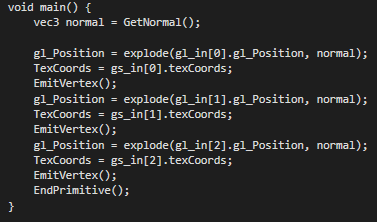 void main() {
    vec3 normal = GetNormal();

    gl_Position = explode(gl_in[0].gl_Position, normal);
    TexCoords = gs_in[0].texCoords;
    EmitVertex();
    gl_Position = explode(gl_in[1].gl_Position, normal);
    TexCoords = gs_in[1].texCoords;
    EmitVertex();
    gl_Position = explode(gl_in[2].gl_Position, normal);
    TexCoords = gs_in[2].texCoords;
    EmitVertex();
    EndPrimitive();
}